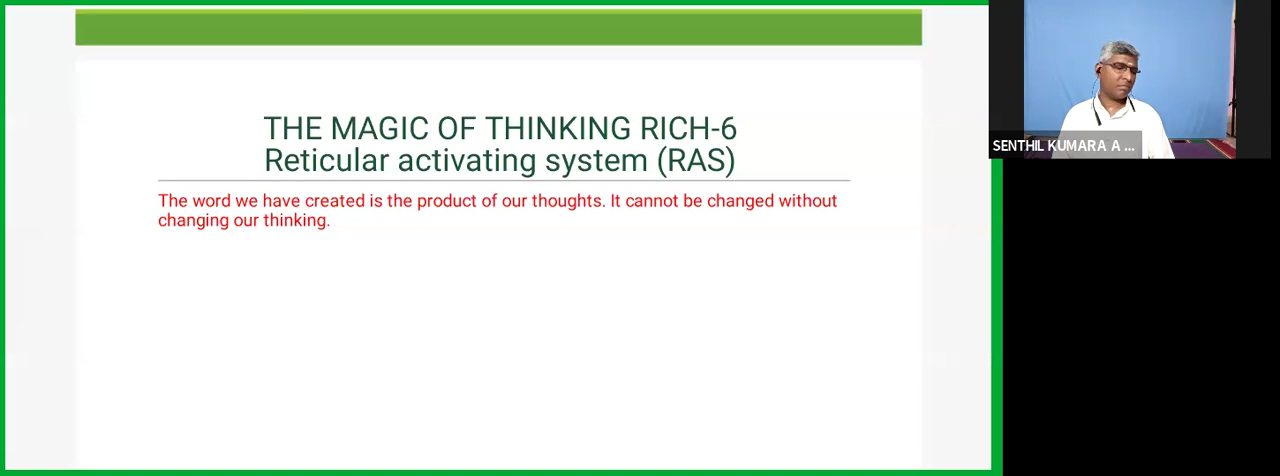 THE MAGIC OF THINKING RICH-6
Reticular activating system (RAS)
The word we have created is the product of our thoughts. It cannot be changed without
changing our thinking.
SENTHIL KUMARA A ...